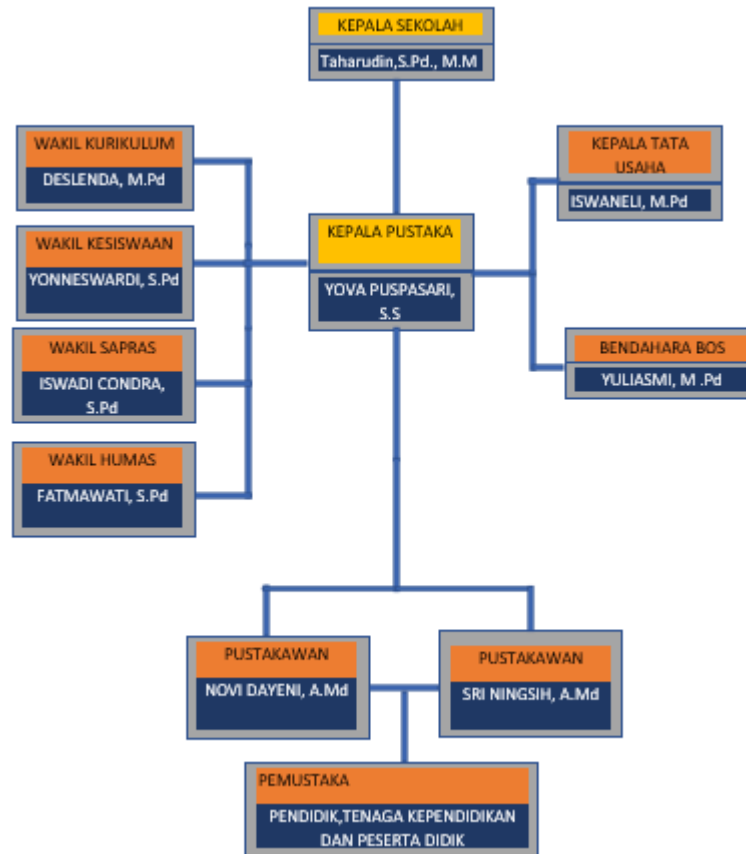 KEPALA SEKOLAH
Taharudin,S.Pd., M.M
WAKIL KURIKULUM
DESLENDA, M.Pd
KEPALA TATA
USAHA
ISWANELI, M.Pd
WAKIL KESISWAAN
YONNESWARDI, S.Pd
KEPALA PUSTAKA
YOVA PUSPASARI,
S.S
WAKIL SAPRAS
ISWADI CONDRA,
S.Pd
BENDAHARA BOS
YULIASMI, M .Pd
WAKIL HUMAS
FATMAWATI, S.Pd
PUSTAKAWAN
NOVI DAYENI, A.Md
PUSTAKAWAN
SRI NINGSIH, A.Md
PEMUSTAKA
PENDIDIK,TENAGA KEPENDIDIKAN
DAN PESERTA DIDIK